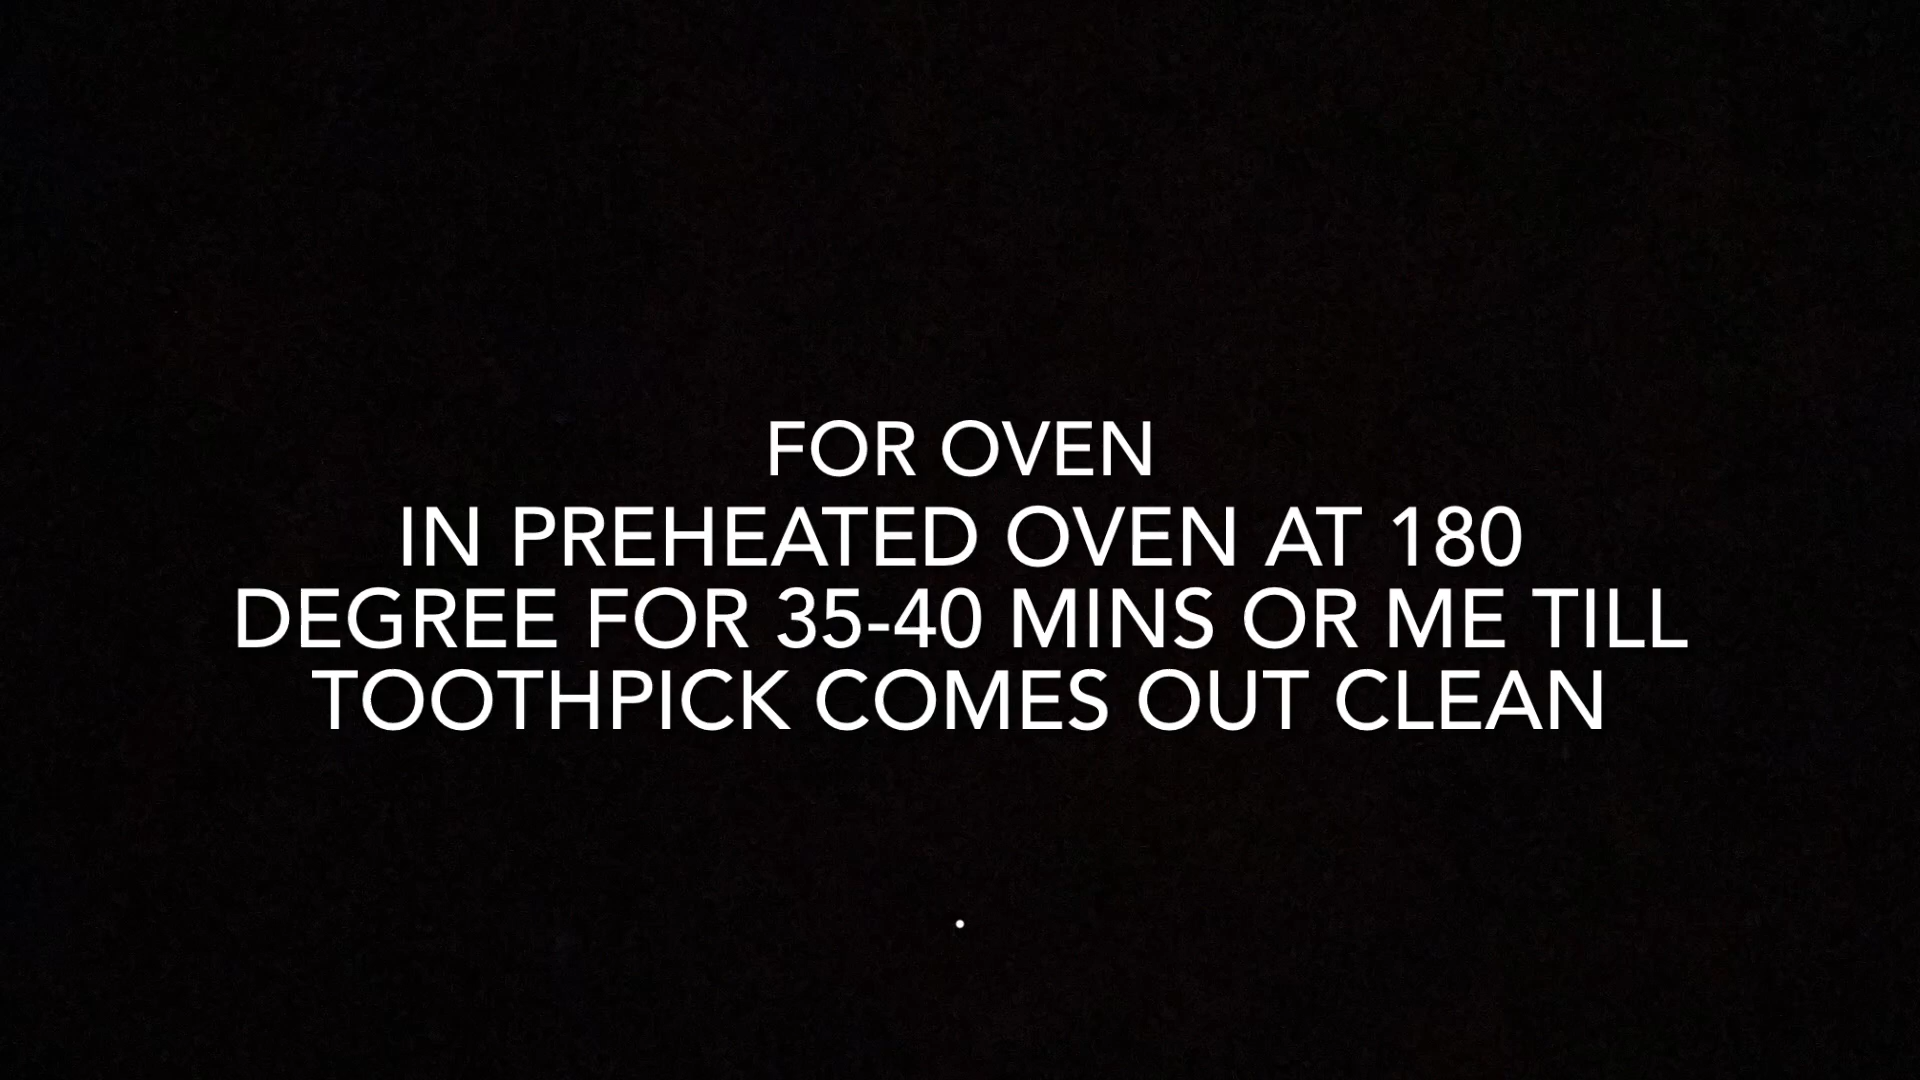 FOR OVEN
IN PREHEATED OVEN AT 180
DEGREE FOR 35-40 MINS OR ME TILL
TOOTHPICK COMES OUT CLEAN